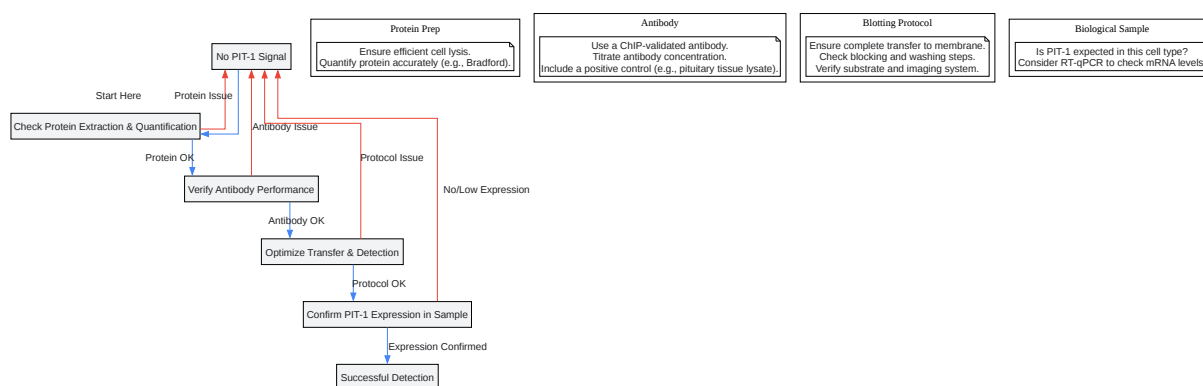 Protein Prep
Ensure efficient cell lysis.
Quantify protein accurately (e.g., Bradford).
Antibody
Use a ChIP-validated antibody.
Titrate antibody concentration.
Include a positive control (e.g., pituitary tissue lysate).
Blotting Protocol
Ensure complete transfer to membrane.
Check blocking and washing steps.
Verify substrate and imaging system.
Biological Sample
Is PIT-1 expected in this cell type?
Consider RT-qPCR to check mRNA levels
No PIT-1 Signal
Start Here
Protein Issue
Check Protein Extraction & Quantification
Antibody Issue
Protein OK
Protocol Issue
Verify Antibody Performance
No/Low Expression
Antibody OK
Optimize Transfer & Detection
Protocol OK
Confirm PIT-1 Expression in Sample
Expression Confirmed
Successful Detection